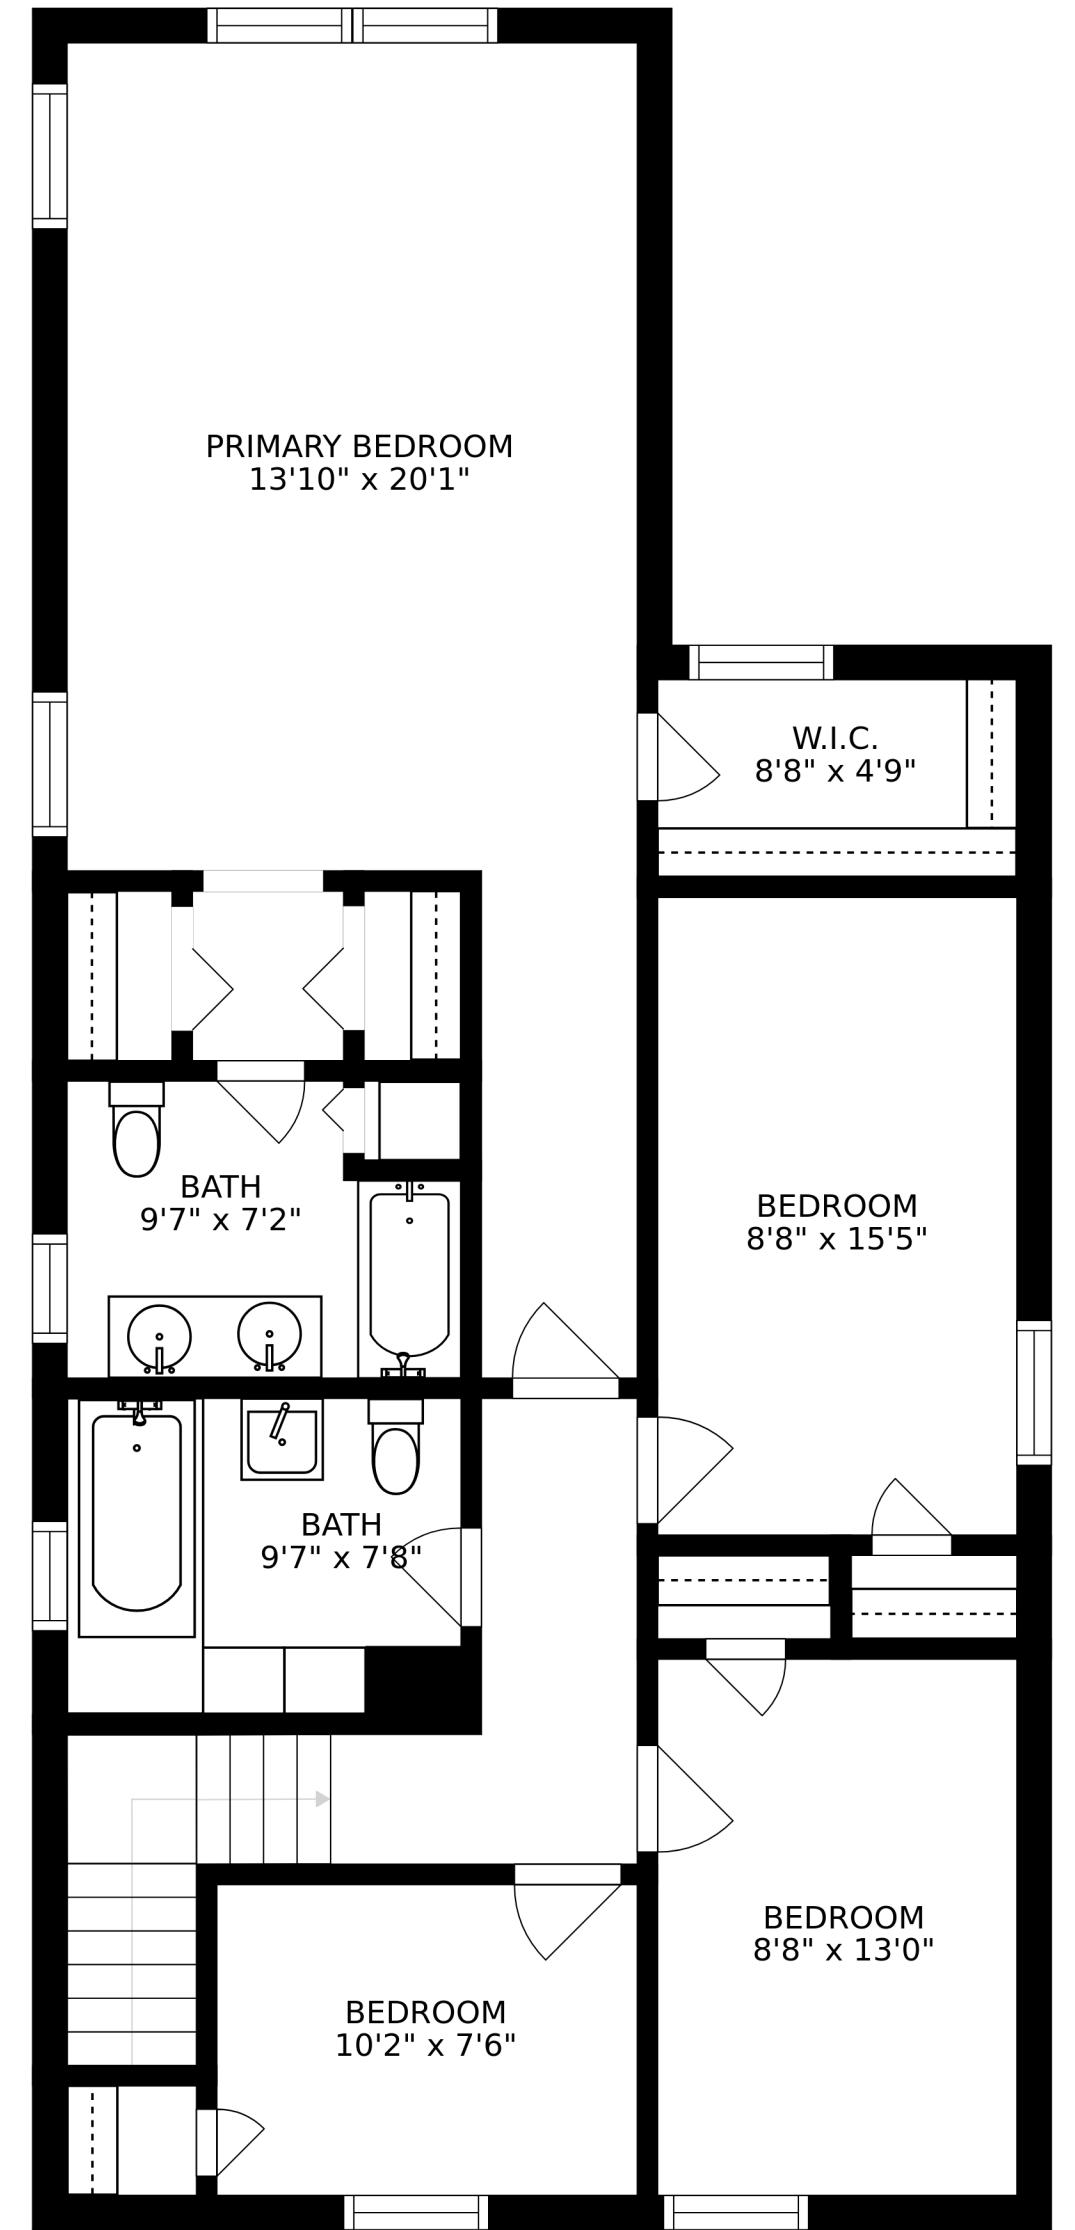 PRIMARY BEDROOM
13'10" x 20'1"
W.I.C.
8'8" x 4'9"
BATH
9'7" x 7'2"
BEDROOM
8'8" x 15'5"
BATH
9'7" x 7'8"
BEDROOM
8'8" x 13'0"
BEDROOM
10'2" x 7'6"